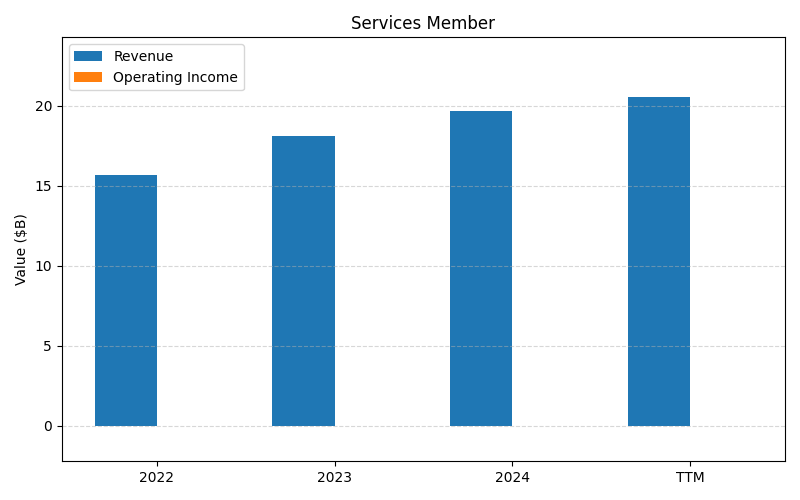 Services Member
Revenue
Operating Income
Value ($B)
20
15
10
5
0
2022 2023 2024 TTM